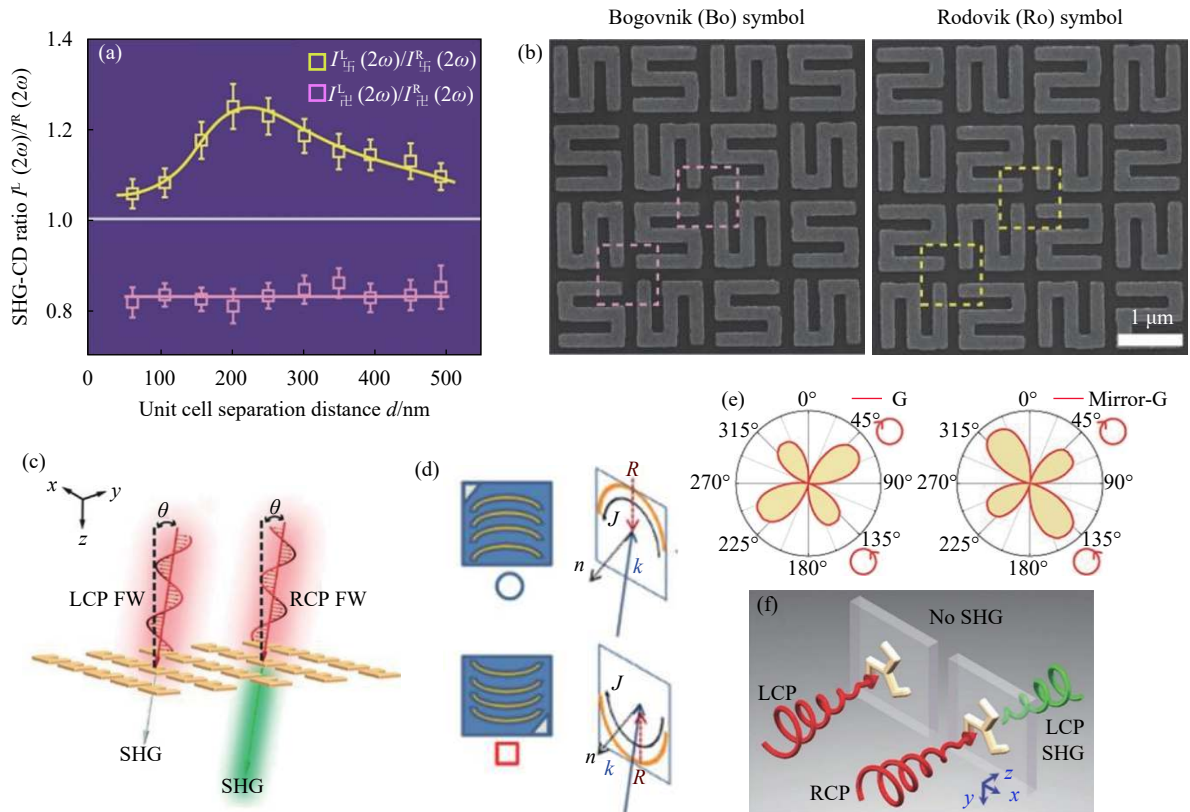 Bogovnik (Bo) symbol
Rodovik (Ro) symbol
(a)
1.4
1.2
1.0
0.8
SHG-CD ratio I^L (2ω)/I^R (2ω)
I^L_卐 (2ω)/I^R_卐 (2ω)
I^L_卍 (2ω)/I^R_卍 (2ω)
0
100
200
300
400
500
Unit cell separation distance d/nm
(b)
1 μm
(c)
x
y
z
θ
θ
LCP FW
RCP FW
SHG
SHG
(d)
R
J
n
k
J
n
k
R
(e)
G
0°
45°
90°
135°
180°
225°
270°
315°
Mirror-G
0°
45°
90°
135°
180°
225°
270°
315°
(f)
No SHG
LCP
RCP
LCP
SHG
z
x
y